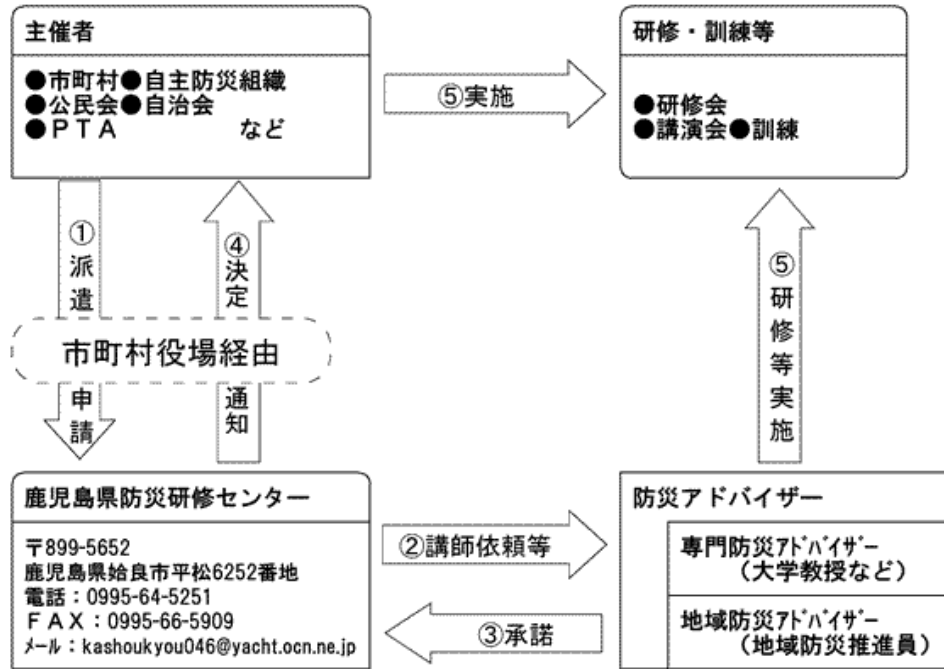 主催者
●市町村●自主防災組織
●公民会●自治会
●ＰＴＡ　　　　　など
⑤実施
研修・訓練等
●研修会
●講演会●訓練
①派遣申請
④決定通知
市町村役場経由
⑤研修等実施
鹿児島県防災研修センター
〒899-5652
鹿児島県姶良市平松6252番地
電話：0995-64-5251
ＦＡＸ：0995-66-5909
ﾒｰﾙ：kashoukyou046@yacht.ocn.ne.jp
②講師依頼等
③承諾
防災アドバイザー
専門防災ｱﾄﾞﾊﾞｲｻﾞｰ
（大学教授など）
地域防災ｱﾄﾞﾊﾞｲｻﾞｰ
（地域防災推進員）